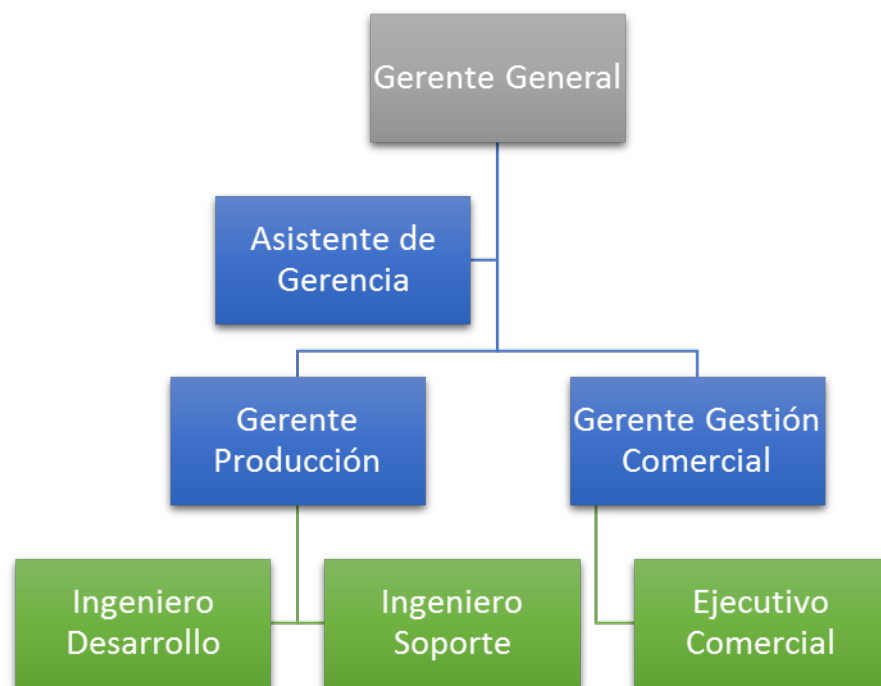 Gerente General
Asistente de
Gerencia
Gerente
Producción
Gerente Gestión
Comercial
Ingeniero
Desarrollo
Ingeniero
Soporte
Ejecutivo
Comercial